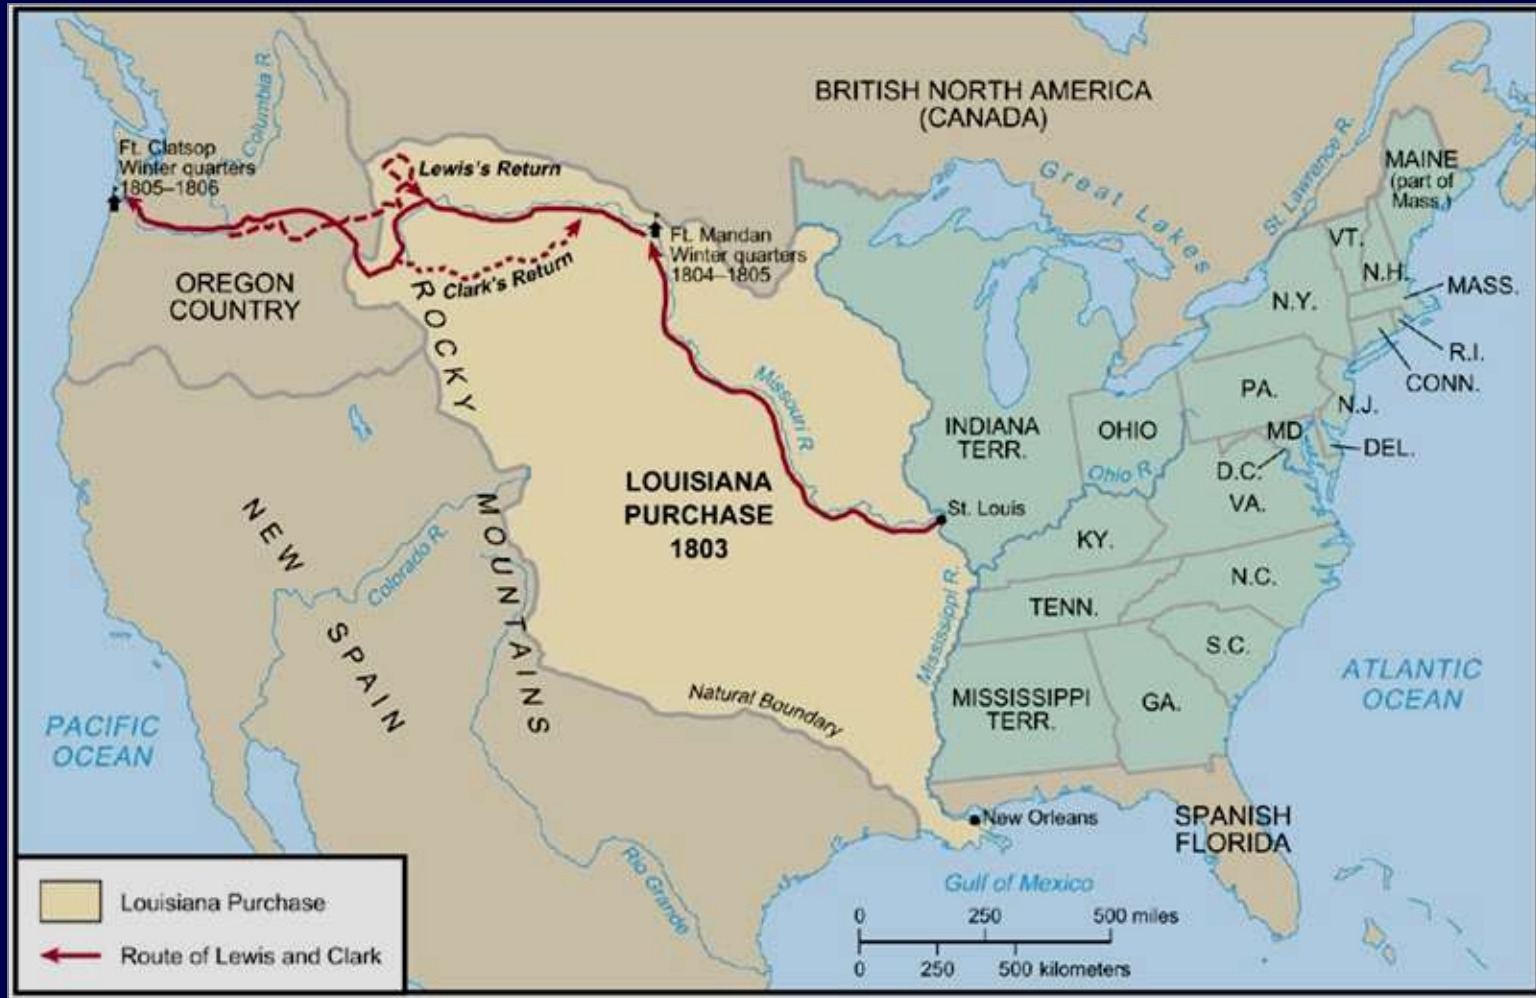 BRITISH NORTH AMERICA
(CANADA)
Columbia R.
Ft. Clatsop
Winter quarters
1805–1806
Lewis's Return
Great Lakes
St. Lawrence R.
MAINE
(part of
Mass.)
VT.
N.H.
MASS.
Ft. Mandan
Winter quarters
1804–1805
Clark's Return
OREGON
COUNTRY
N.Y.
R.I.
CONN.
PA.
N.J.
ROCKY MOUNTAINS
Missouri R.
INDIANA
TERR.
OHIO
MD
DEL.
D.C.
Ohio R.
VA.
LOUISIANA
PURCHASE
1803
St. Louis
KY.
NEW SPAIN
Colorado R.
N.C.
TENN.
Mississippi R.
S.C.
ATLANTIC
OCEAN
Natural Boundary
MISSISSIPPI
TERR.
GA.
PACIFIC
OCEAN
New Orleans
SPANISH
FLORIDA
Rio Grande
Gulf of Mexico
Louisiana Purchase
Route of Lewis and Clark
0 250 500 miles
0 250 500 kilometers